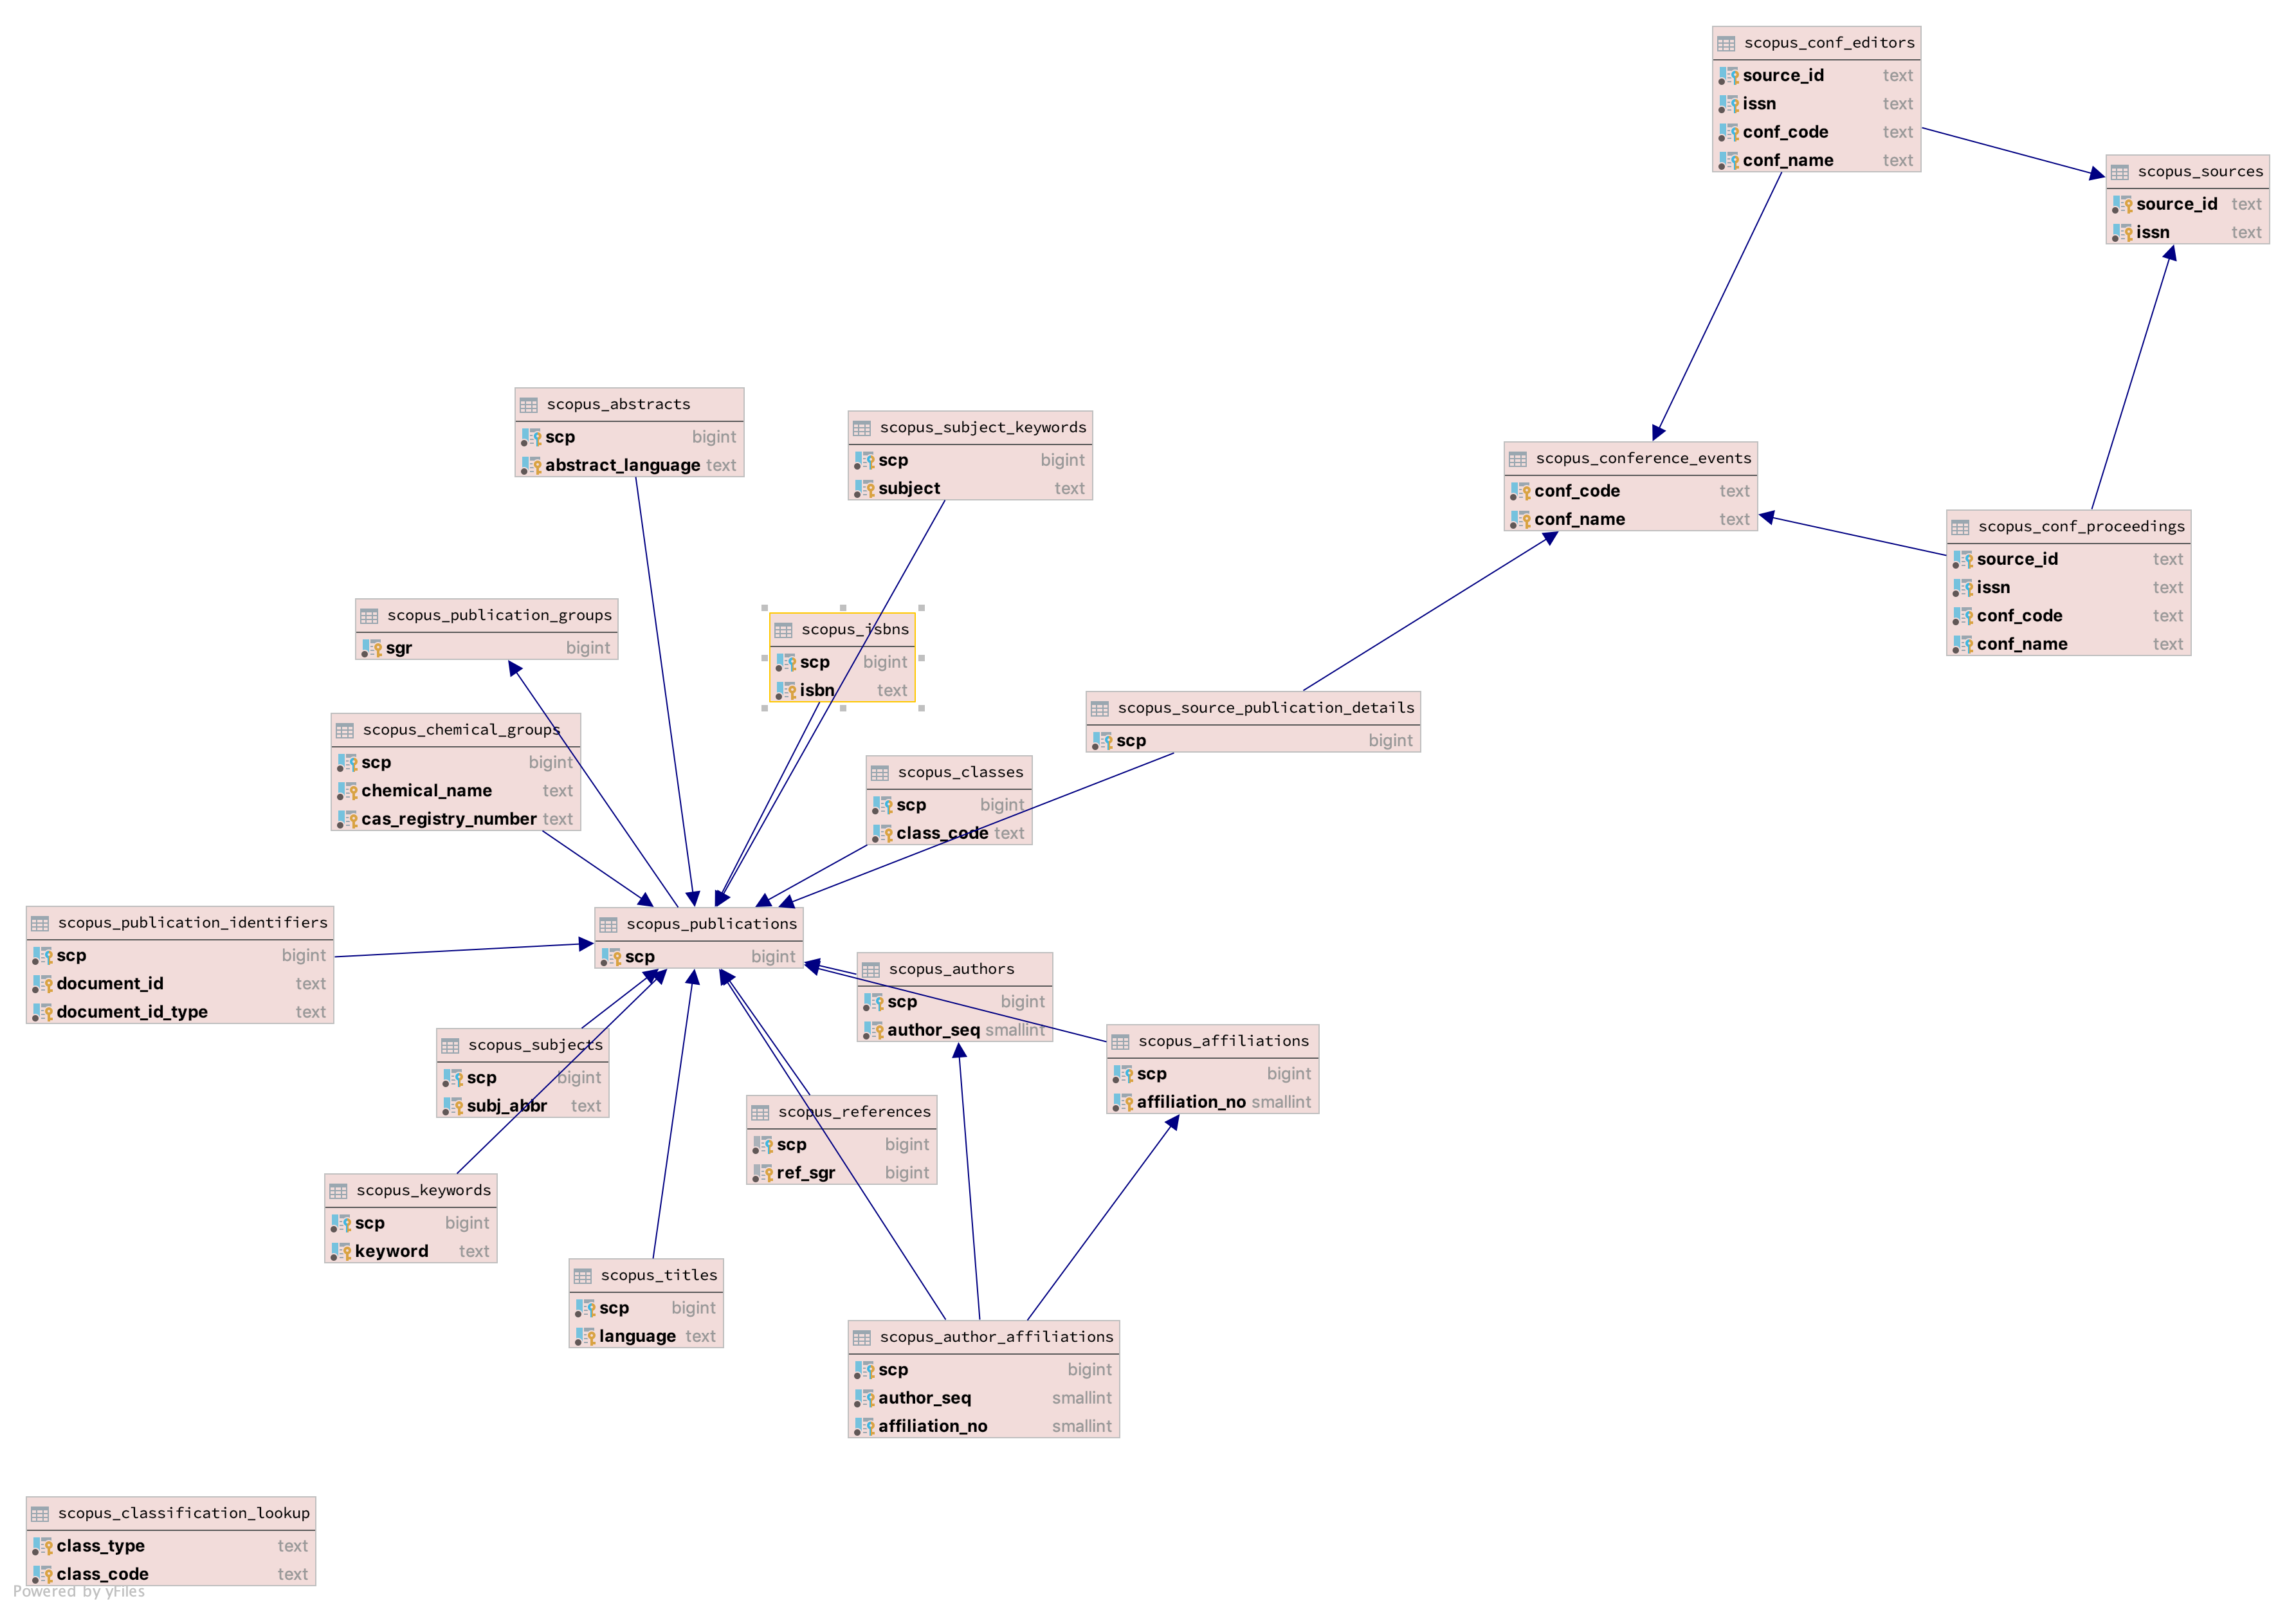 scopus_conf_editors
source_id text
issn text
conf_code text
conf_name text
scopus_sources
source_id text
issn text
scopus_abstracts
scp bigint
abstract_language text
scopus_subject_keywords
scp bigint
subject text
scopus_conference_events
conf_code text
conf_name text
scopus_conf_proceedings
source_id text
issn text
conf_code text
conf_name text
scopus_publication_groups
sgr bigint
scopus_isbns
scp bigint
isbn text
scopus_source_publication_details
scp bigint
scopus_chemical_groups
scp bigint
chemical_name text
cas_registry_number text
scopus_classes
scp bigint
class_code text
scopus_publication_identifiers
scp bigint
document_id text
document_id_type text
scopus_publications
scp bigint
scopus_authors
scp bigint
author_seq smallint
scopus_subjects
scp bigint
subj_abbr text
scopus_affiliations
scp bigint
affiliation_no smallint
scopus_references
scp bigint
ref_sgr bigint
scopus_keywords
scp bigint
keyword text
scopus_titles
scp bigint
language text
scopus_author_affiliations
scp bigint
author_seq smallint
affiliation_no smallint
scopus_classification_lookup
class_type text
class_code text
Powered by yFiles